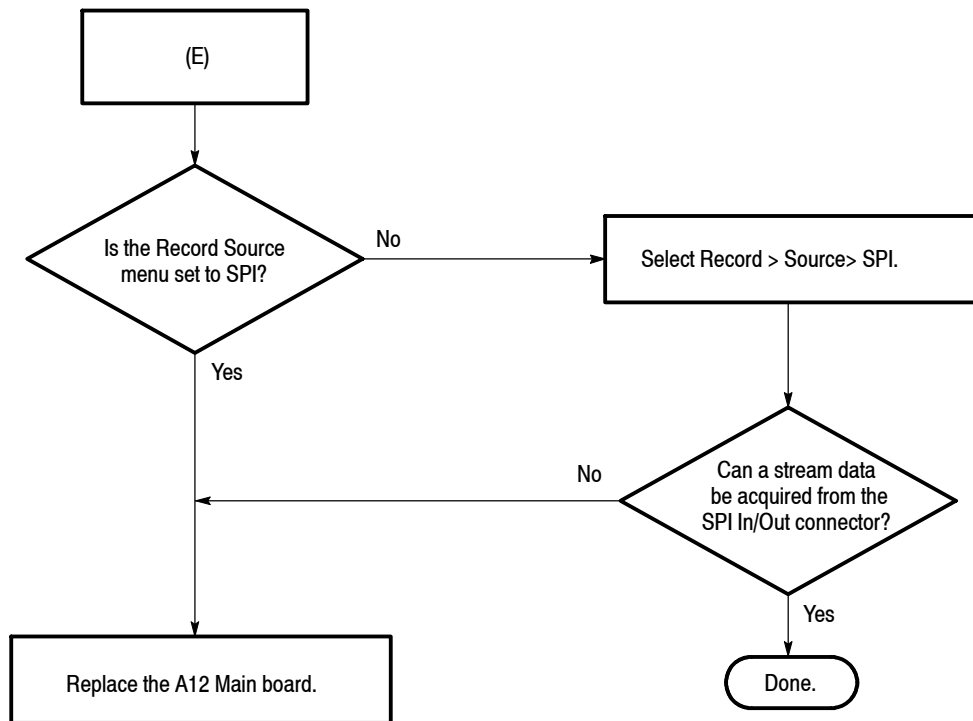 (E)
Is the Record Source
menu set to SPI?
No
Select Record > Source> SPI.
Yes
Can a stream data
be acquired from the
SPI In/Out connector?
No
Yes
Replace the A12 Main board.
Done.